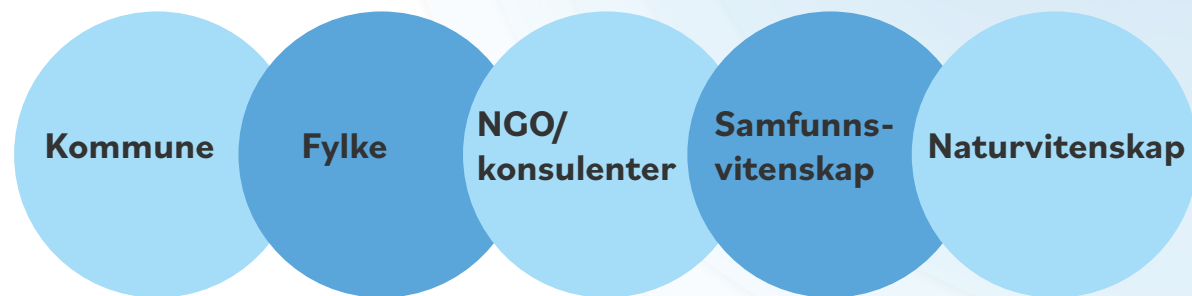 Kommune
Fylke
NGO/
konsulenter
Samfunns-
vitenskap
Naturvitenskap